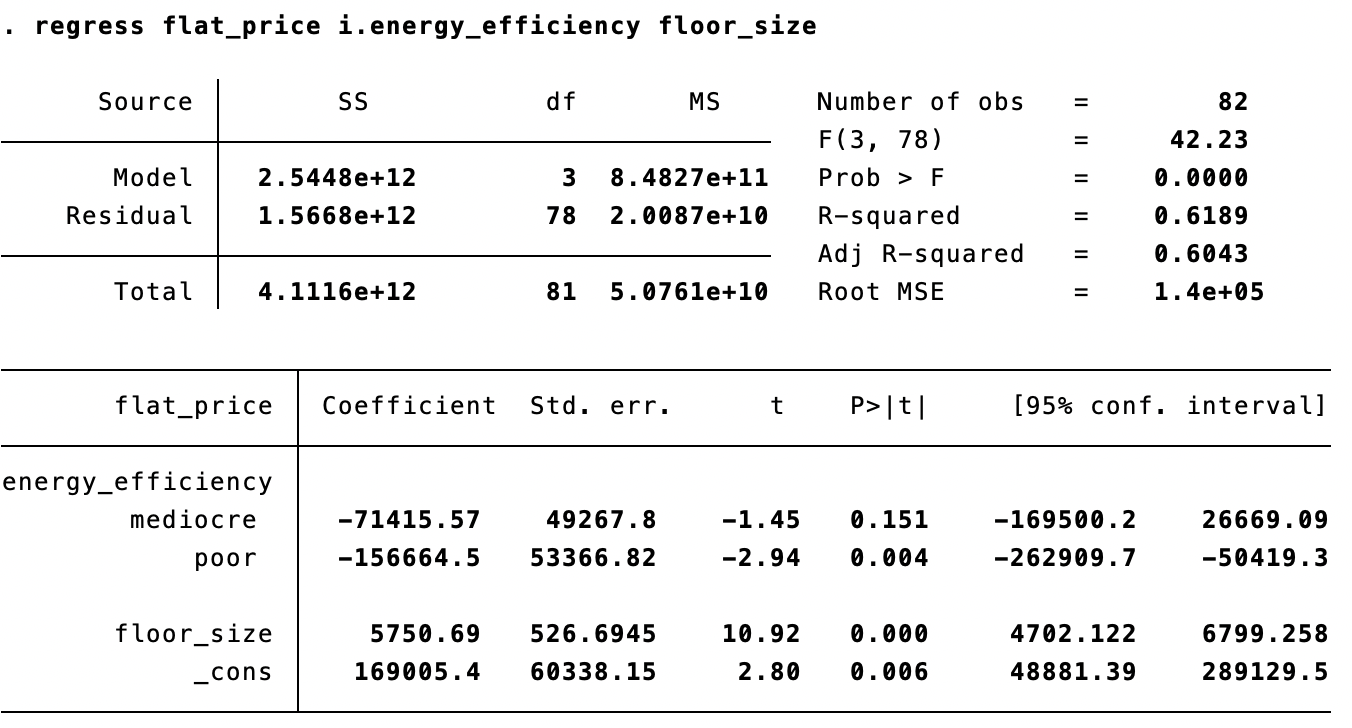 . regress flat_price i.energy_efficiency floor_size
Source SS df MS Number of obs = 82
F(3, 78) = 42.23
Model 2.5448e+12 3 8.4827e+11 Prob > F = 0.0000
Residual 1.5668e+12 78 2.0087e+10 R-squared = 0.6189
Adj R-squared = 0.6043
Total 4.1116e+12 81 5.0761e+10 Root MSE = 1.4e+05
flat_price Coefficient Std. err. t P>|t| [95% conf. interval]
energy_efficiency
mediocre -71415.57 49267.8 -1.45 0.151 -169500.2 26669.09
poor -156664.5 53366.82 -2.94 0.004 -262909.7 -50419.3
floor_size 5750.69 526.6945 10.92 0.000 4702.122 6799.258
_cons 169005.4 60338.15 2.80 0.006 48881.39 289129.5